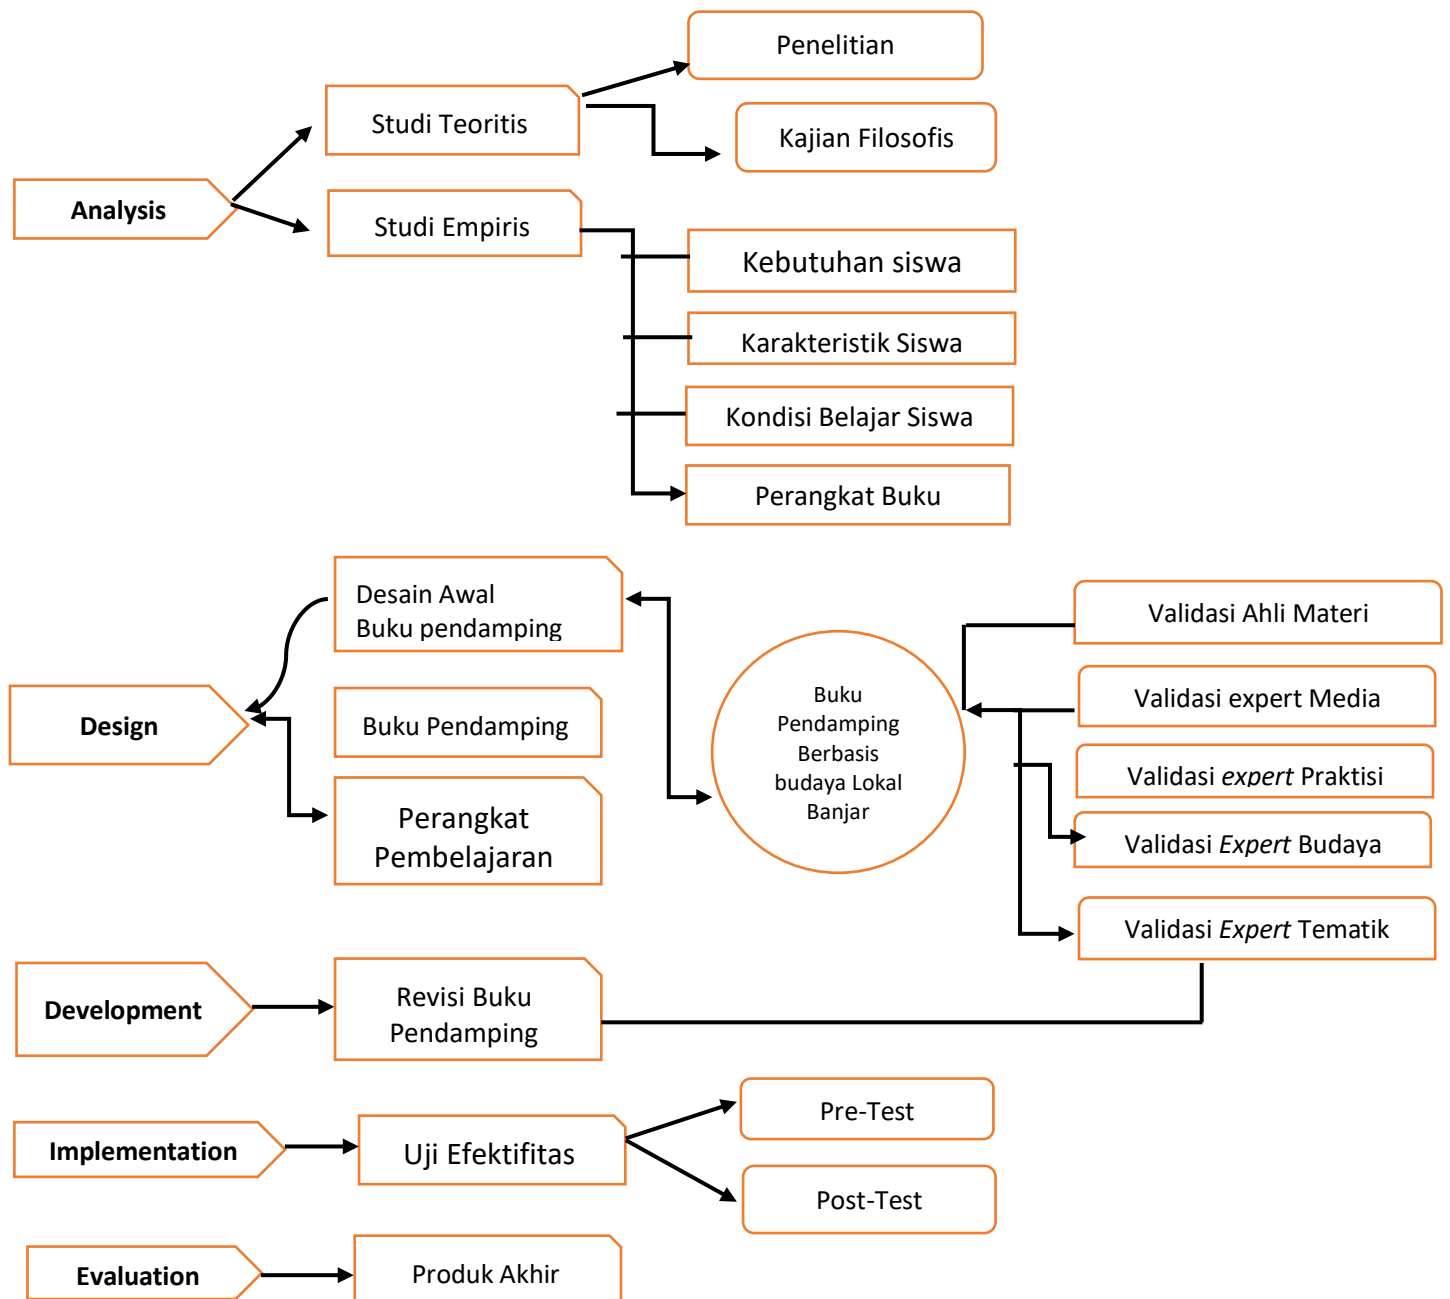 Penelitian
Studi Teoritis
Kajian Filosofis
Analysis
Studi Empiris
Kebutuhan siswa
Karakteristik Siswa
Kondisi Belajar Siswa
Perangkat Buku
Desain Awal
Buku pendamping
Validasi Ahli Materi
Design
Buku Pendamping
Buku
Pendamping
Berbasis
budaya Lokal
Banjar
Validasi expert Media
Validasi expert Praktisi
Perangkat
Pembelajaran
Validasi Expert Budaya
Validasi Expert Tematik
Development
Revisi Buku
Pendamping
Pre-Test
Implementation
Uji Efektifitas
Post-Test
Evaluation
Produk Akhir